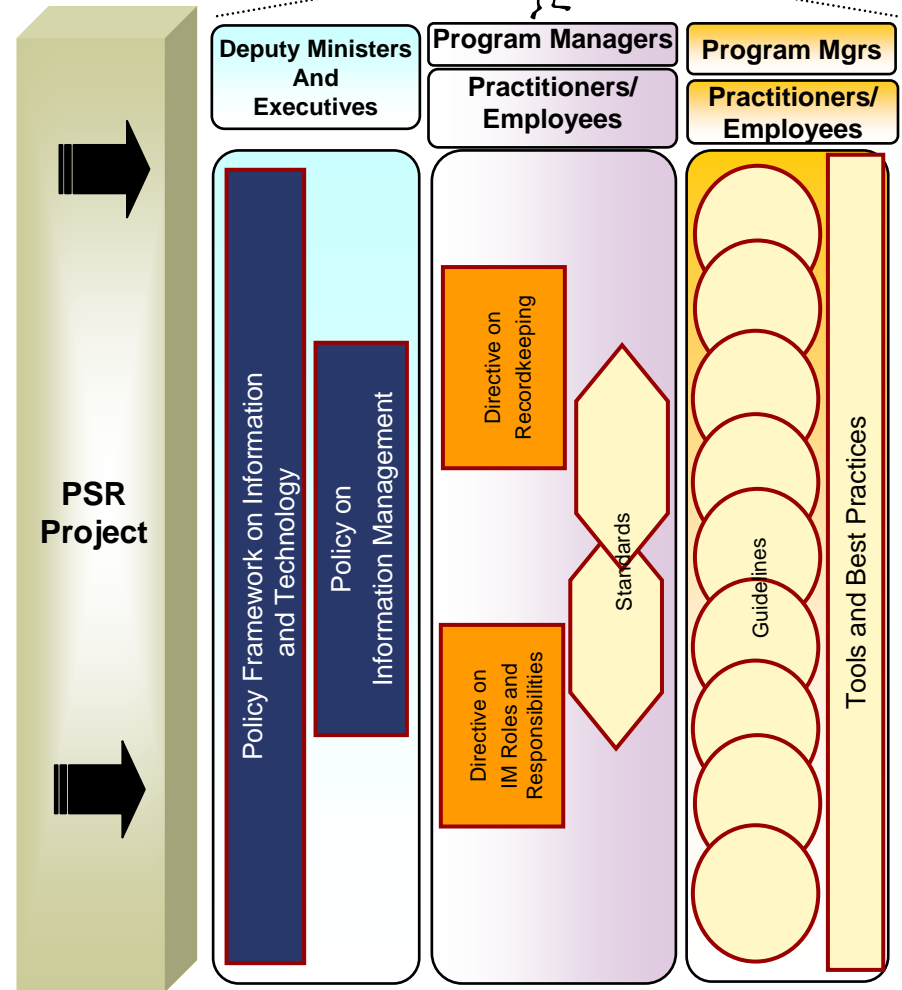 Deputy Ministers
And
Executives
Program Managers
Practitioners/
Employees
Program Mgrs
Practitioners/
Employees
PSR
Project
Policy Framework on Information
and Technology
Policy on
Information Management
Directive on
Recordkeeping
Directive on
IM Roles and
Responsibilities
Standards
Guidelines
Tools and Best Practices